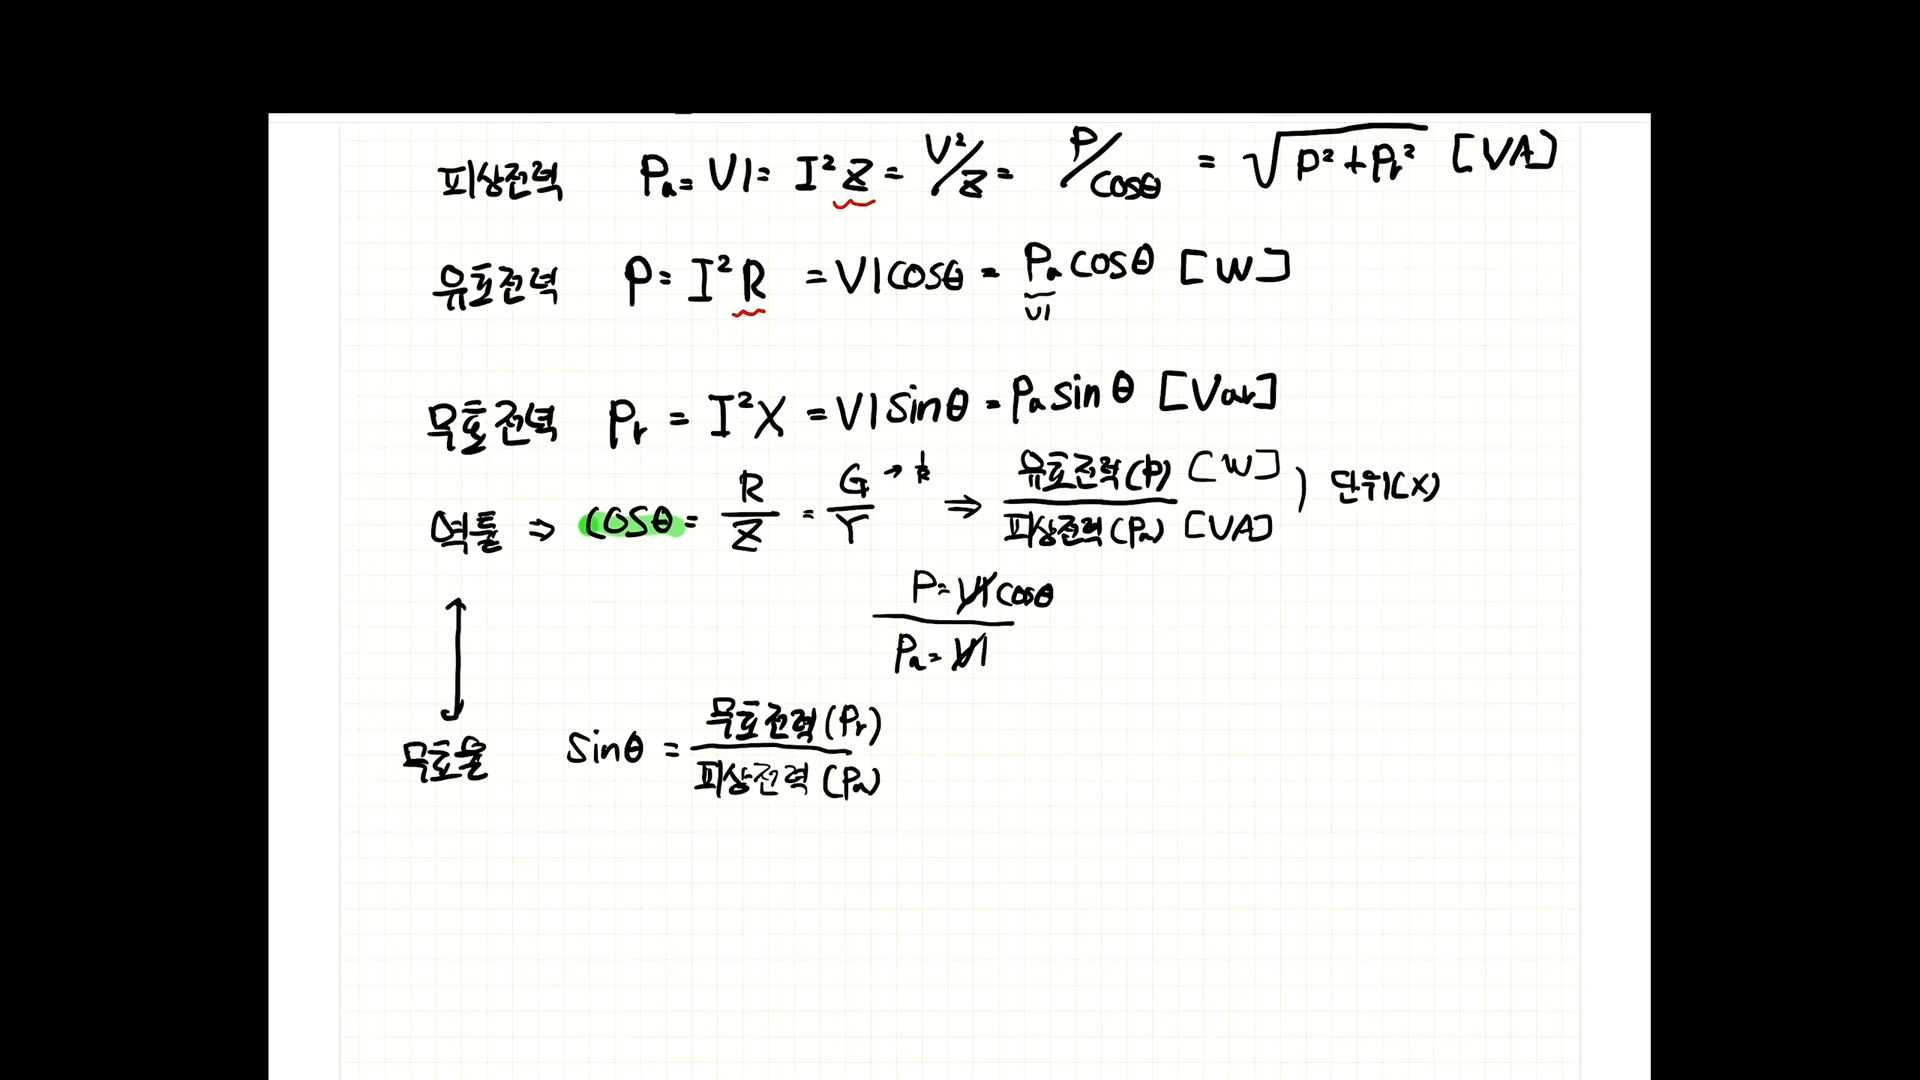 피상전력 Pa = VI = I²Z = V²/Z = P/cosθ = √(P²+Pr²) [VA]
유효전력 P = I²R = VIcosθ = Pa cosθ [W]
VI
무효전력 Pr = I²X = VIsinθ = Pa sinθ [Var]
역률 ⇒ cosθ = R/Z = G/Y → 1/R ⇒ 유효전력(P) [W] / 피상전력(Pa) [VA] ) 단위(X)
P = VIcosθ
Pa = VI
무효율 sinθ = 무효전력(Pr) / 피상전력(Pa)